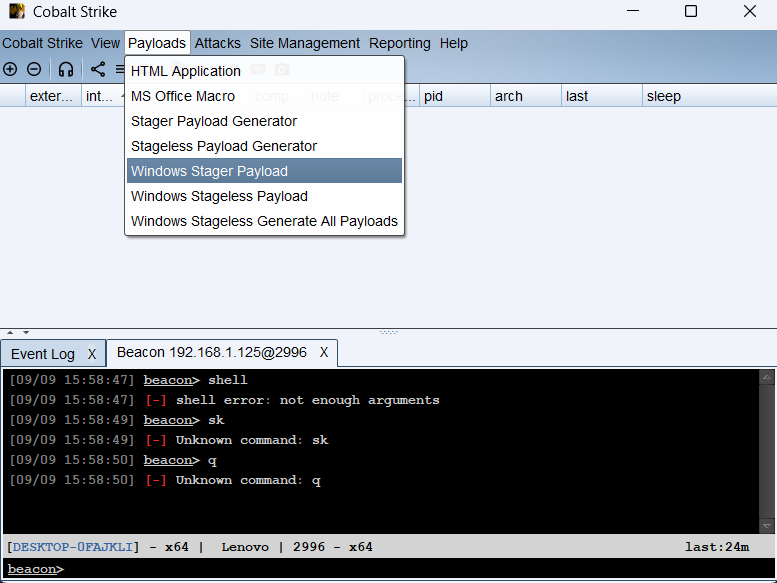 Cobalt Strike
Cobalt Strike View Payloads Attacks Site Management Reporting Help
HTML Application
exter... int... comp note proce... pid arch last sleep
MS Office Macro
Stager Payload Generator
Stageless Payload Generator
Windows Stager Payload
Windows Stageless Payload
Windows Stageless Generate All Payloads
Event Log X Beacon 192.168.1.125@2996 X
[09/09 15:58:47] beacon> shell
[09/09 15:58:47] [-] shell error: not enough arguments
[09/09 15:58:49] beacon> sk
[09/09 15:58:49] [-] Unknown command: sk
[09/09 15:58:50] beacon> q
[09/09 15:58:50] [-] Unknown command: q
[DESKTOP-0FAJKLI] - x64 | Lenovo | 2996 - x64 last:24m
beacon>